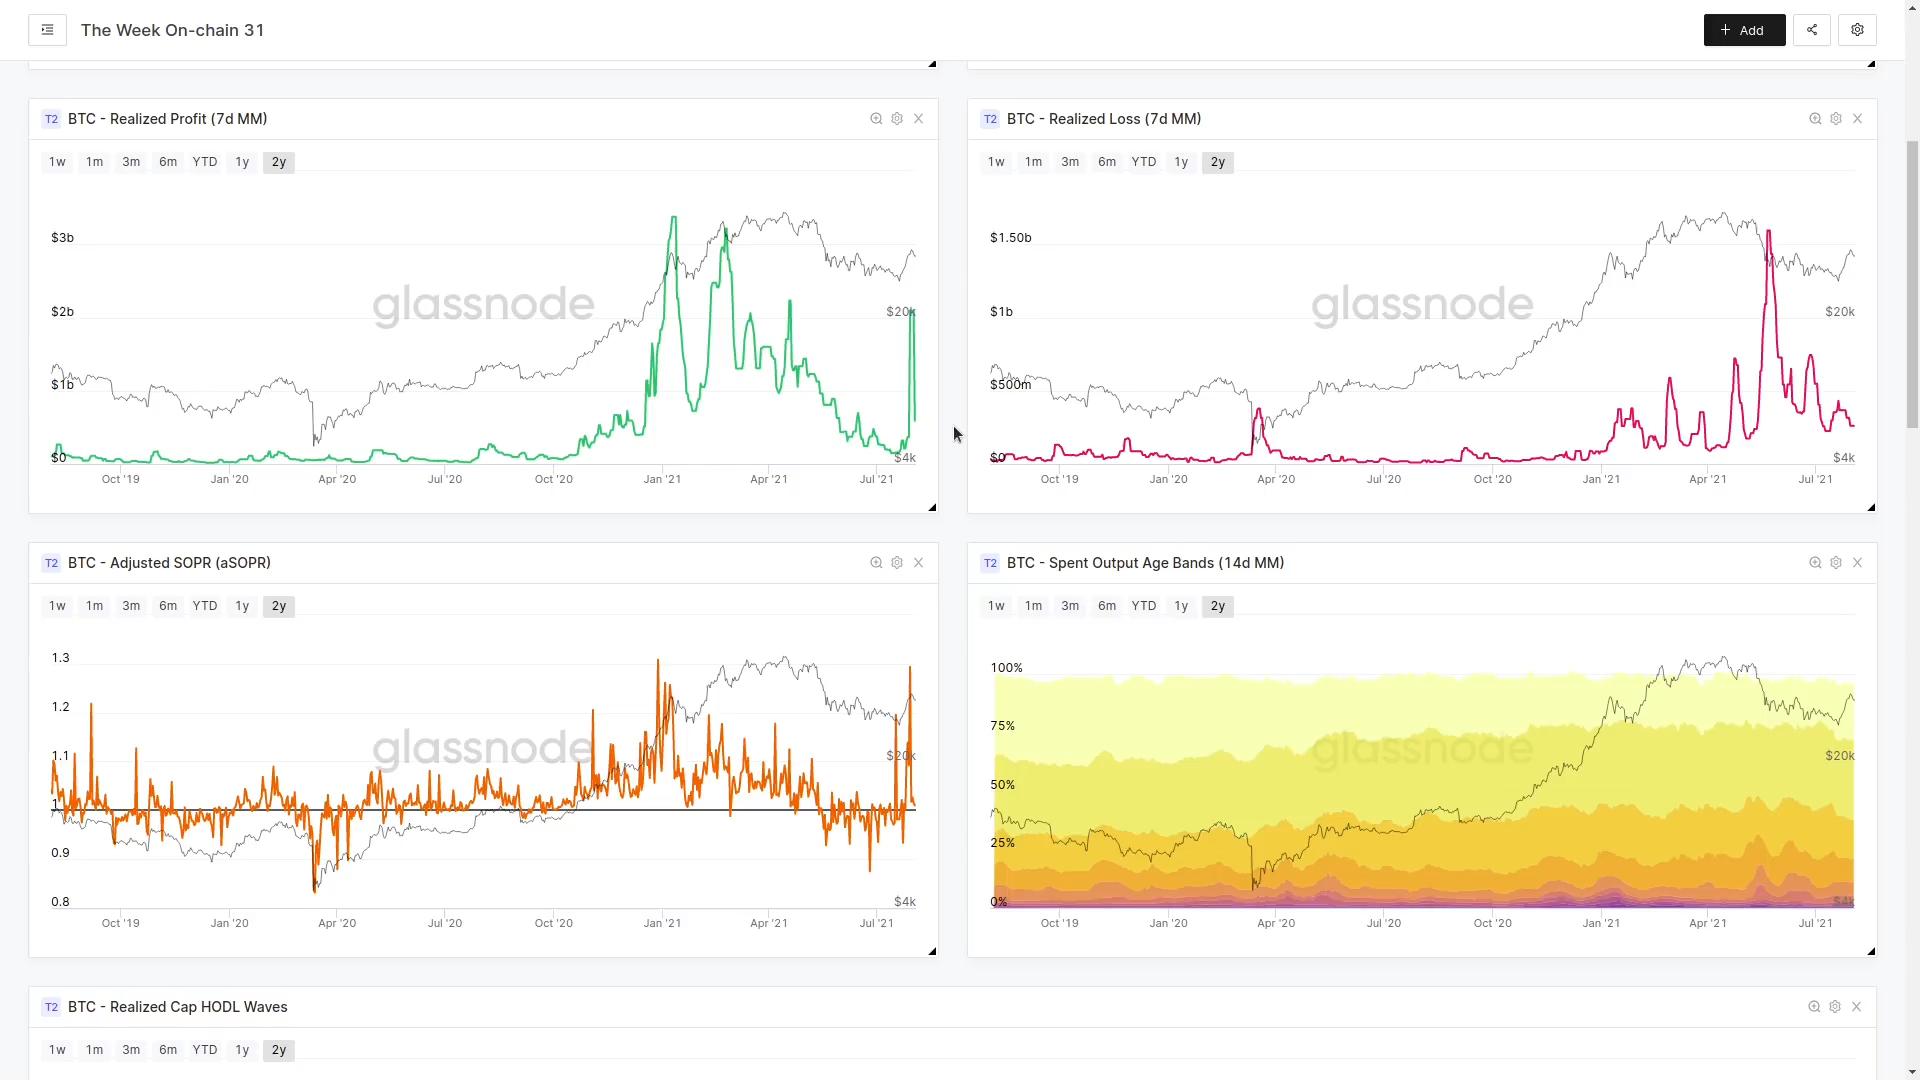 The Week On-chain 31
+ Add
T2 BTC - Realized Profit (7d MM)
1w 1m 3m 6m YTD 1y 2y
$3b
$2b
$1b
$0
$20k
$4k
glassnode
Oct '19 Jan '20 Apr '20 Jul '20 Oct '20 Jan '21 Apr '21 Jul '21
T2 BTC - Realized Loss (7d MM)
1w 1m 3m 6m YTD 1y 2y
$1.50b
$1b
$500m
$0
$20k
$4k
glassnode
Oct '19 Jan '20 Apr '20 Jul '20 Oct '20 Jan '21 Apr '21 Jul '21
T2 BTC - Adjusted SOPR (aSOPR)
1w 1m 3m 6m YTD 1y 2y
1.3
1.2
1.1
1
0.9
0.8
$20k
$4k
glassnode
Oct '19 Jan '20 Apr '20 Jul '20 Oct '20 Jan '21 Apr '21 Jul '21
T2 BTC - Spent Output Age Bands (14d MM)
1w 1m 3m 6m YTD 1y 2y
100%
75%
50%
25%
0%
$20k
$4k
glassnode
Oct '19 Jan '20 Apr '20 Jul '20 Oct '20 Jan '21 Apr '21 Jul '21
T2 BTC - Realized Cap HODL Waves
1w 1m 3m 6m YTD 1y 2y